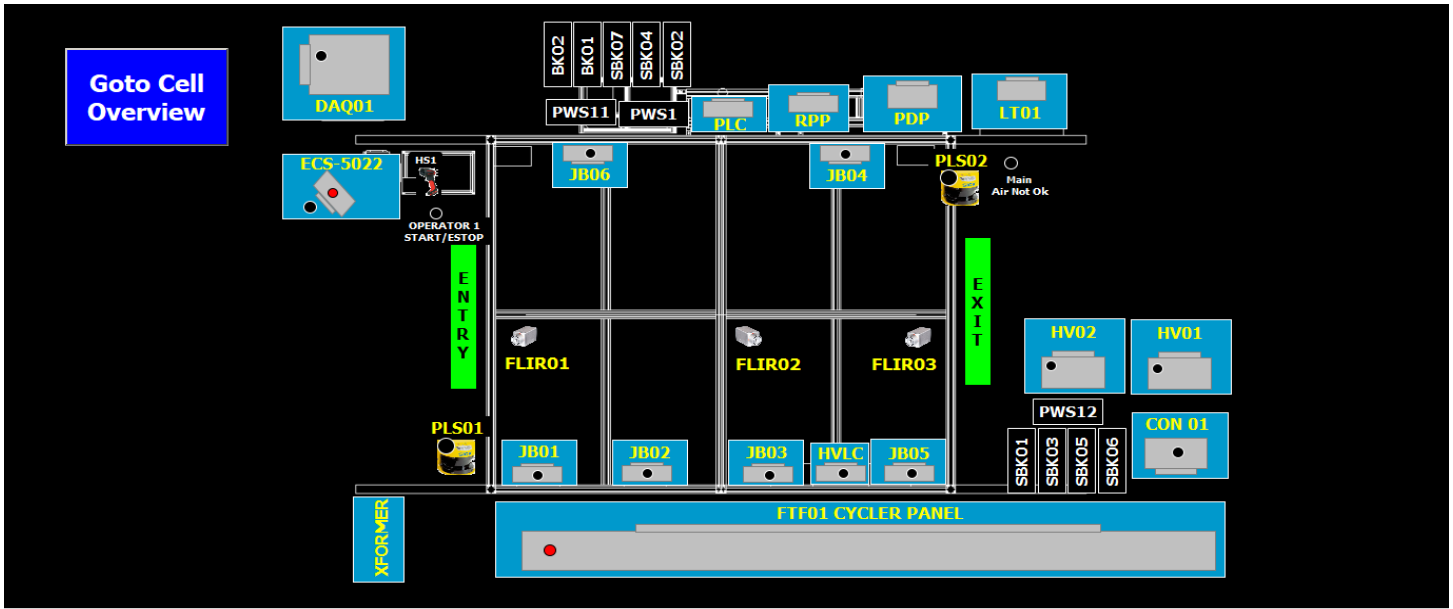 Goto Cell
Overview
DAQ01
BK02
BK01
SBK07
SBK04
SBK02
PWS11
PWS1
PLC
RPP
PDP
LT01
ECS-5022
HS1
OPERATOR 1
START/ESTOP
JB06
JB04
PLS02
Main
Air Not Ok
ENTRY
EXIT
FLIR01
FLIR02
FLIR03
HV02
HV01
PWS12
CON 01
SBK01
SBK03
SBK05
SBK06
PLS01
JB01
JB02
JB03
HVLC
JB05
XFORMER
FTF01 CYCLER PANEL